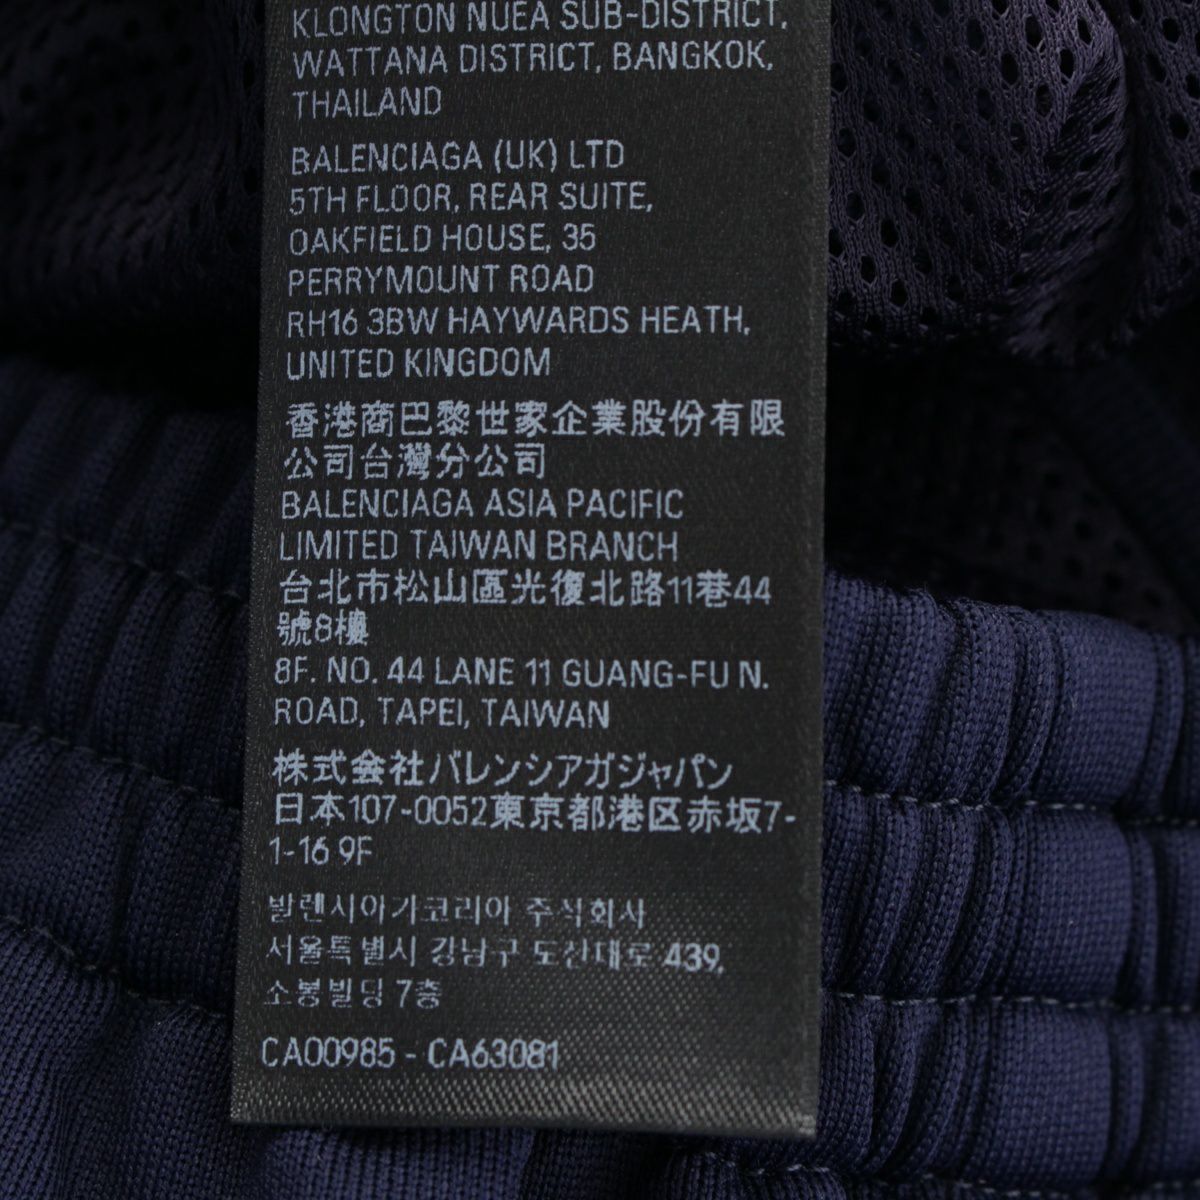 KLONGTON NUEA SUB-DISTRICT,
WATTANA DISTRICT, BANGKOK,
THAILAND
BALENCIAGA (UK) LTD
5TH FLOOR, REAR SUITE,
OAKFIELD HOUSE, 35
PERRYMOUNT ROAD
RH16 3BW HAYWARDS HEATH,
UNITED KINGDOM
香港商巴黎世家企業股份有限
公司台灣分公司
BALENCIAGA ASIA PACIFIC
LIMITED TAIWAN BRANCH
台北市松山區光復北路11巷44
號8樓
8F. NO. 44 LANE 11 GUANG-FU N.
ROAD, TAPEI, TAIWAN
株式会社バレンシアガジャパン
日本107-0052東京都港区赤坂7-
1-16 9F
발렌시아가코리아 주식회사
서울특별시 강남구 도산대로 439,
소봉빌딩 7층
CA00985 - CA63081